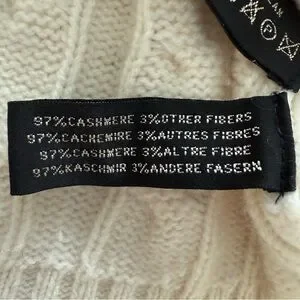 97%CASHMERE 3%OTHER FIBERS
97%CACHEMIRE 3%AUTRES FIBRES
97%CASHMERE 3%ALTRE FIBRE
97%KASCHMIR 3%ANDERE FASERN